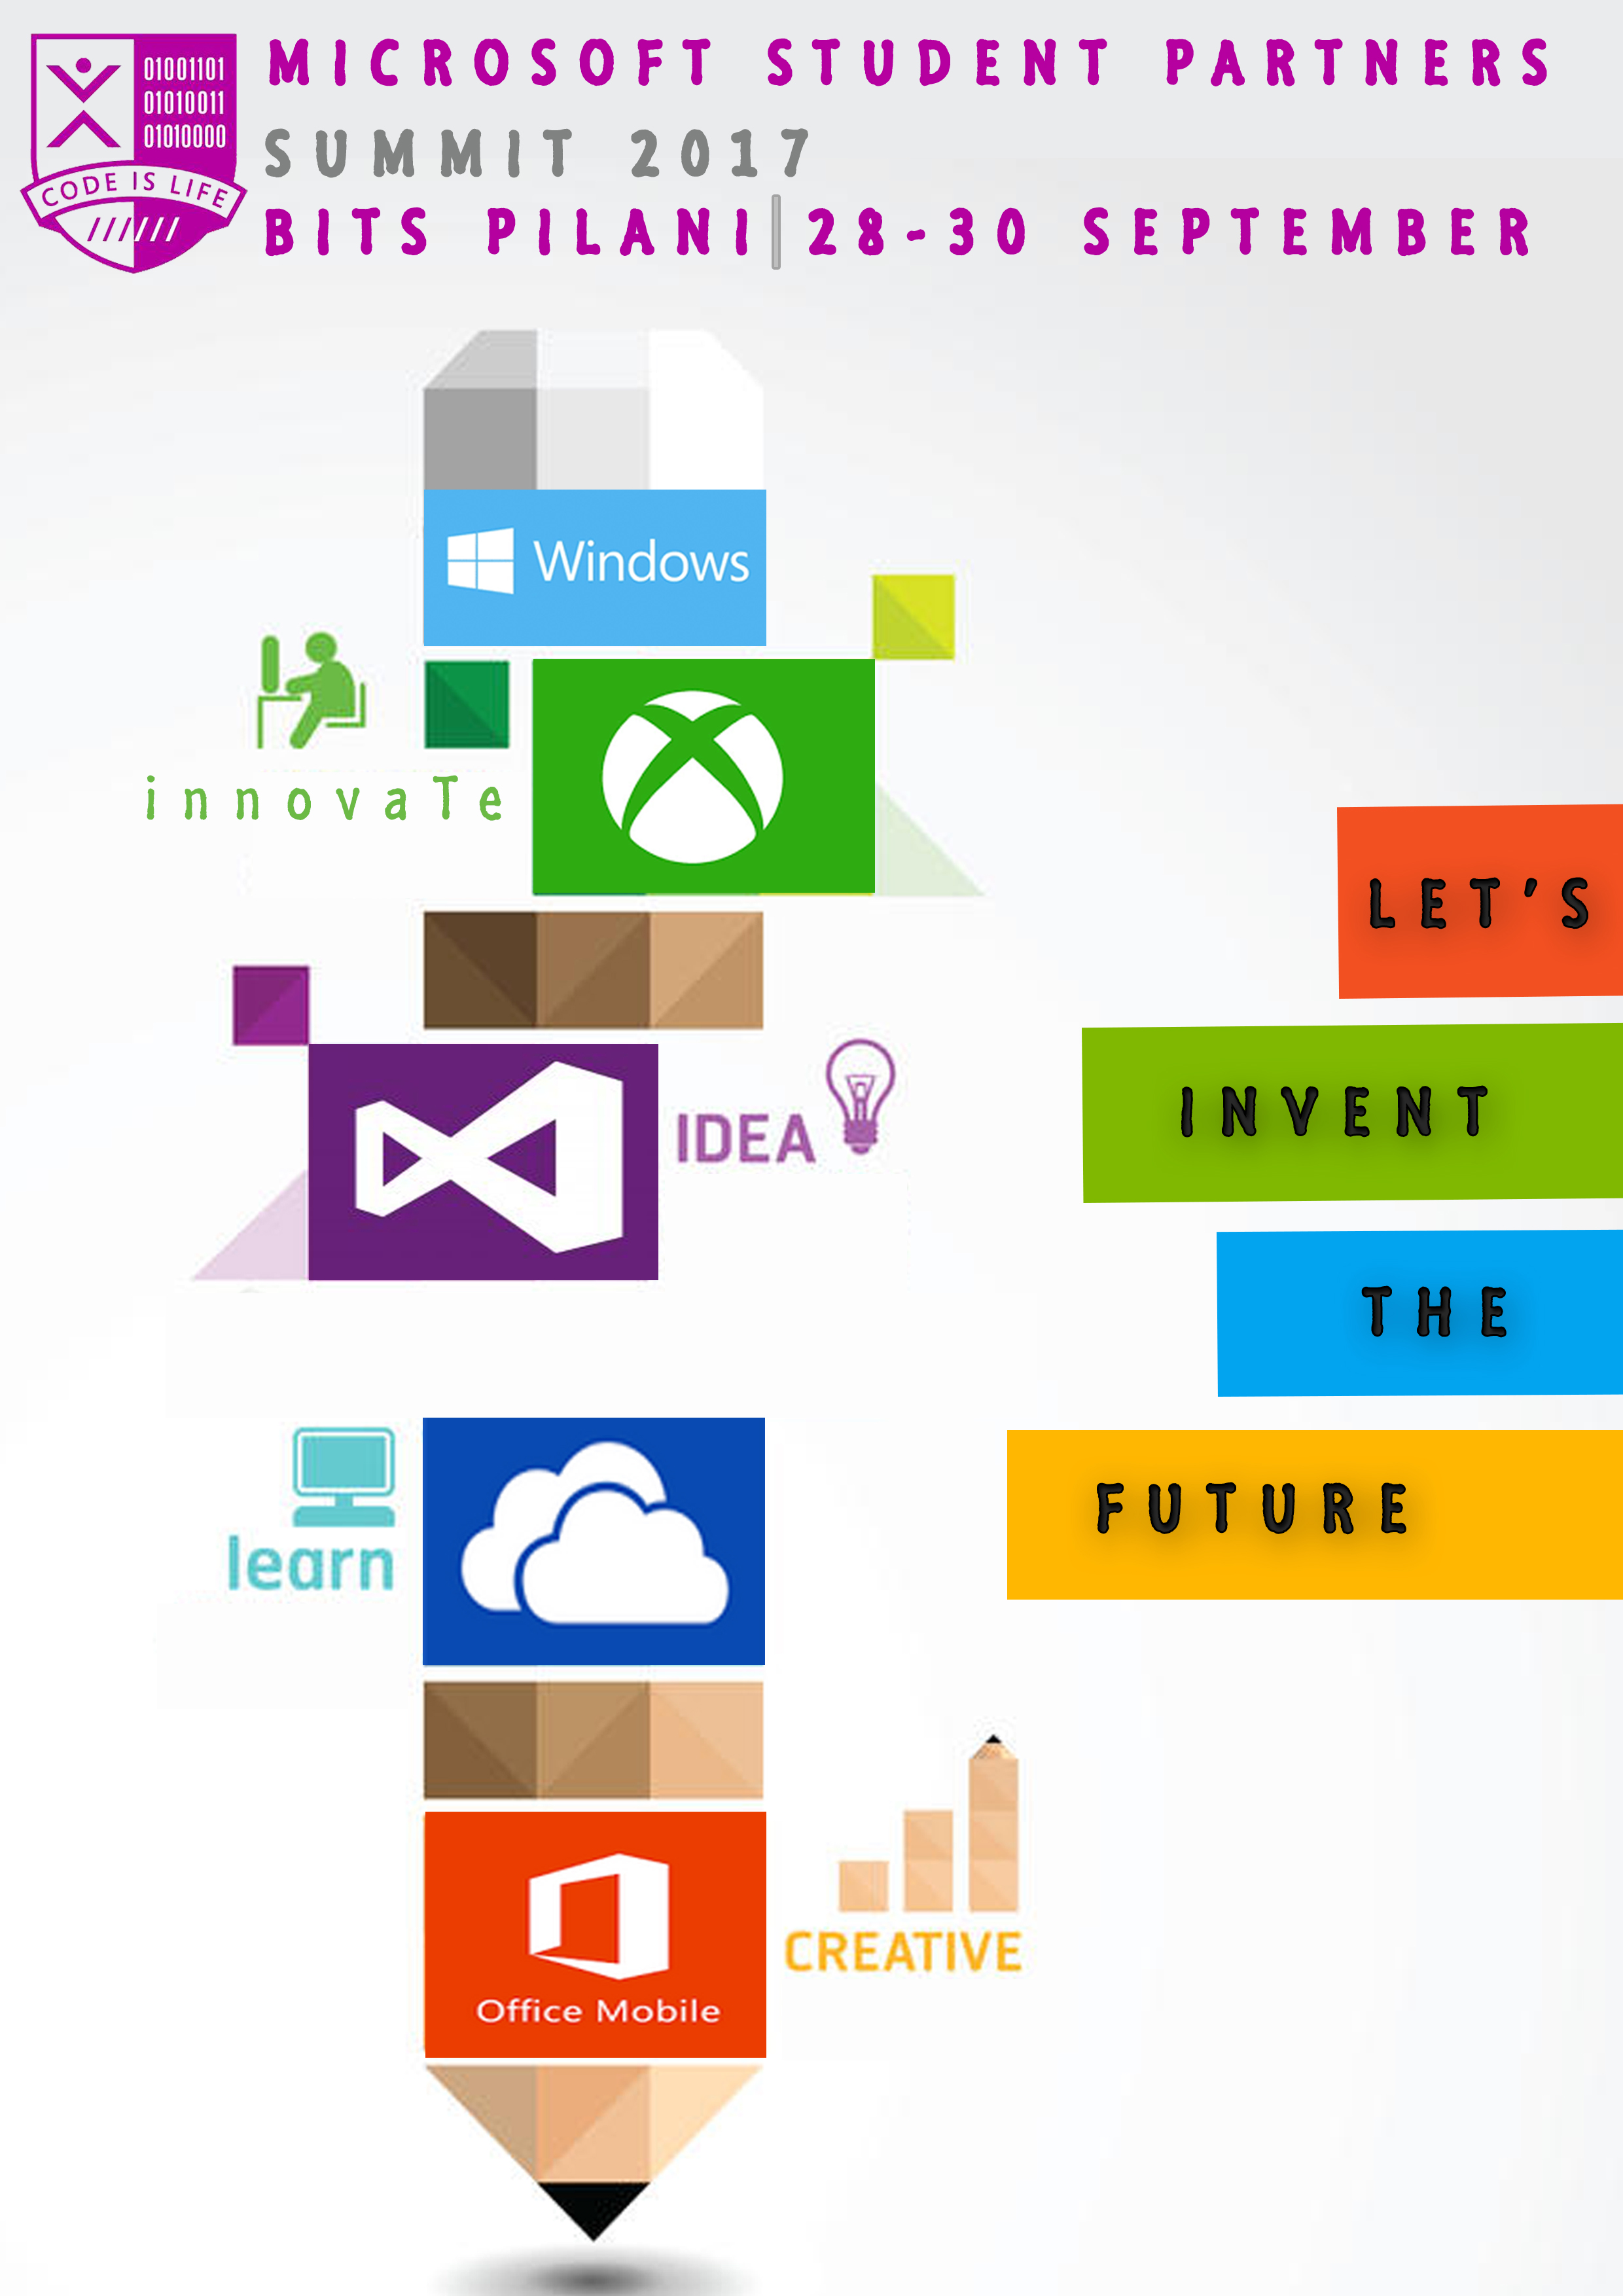 MICROSOFT STUDENT PARTNERS
01001101
01010011
01010000
SUMMIT 2017
CODE IS LIFE
BITS PILANI|28-30 SEPTEMBER
Windows
innovaTe
LET'S
INVENT
THE
FUTURE
IDEA
learn
CREATIVE
Office Mobile